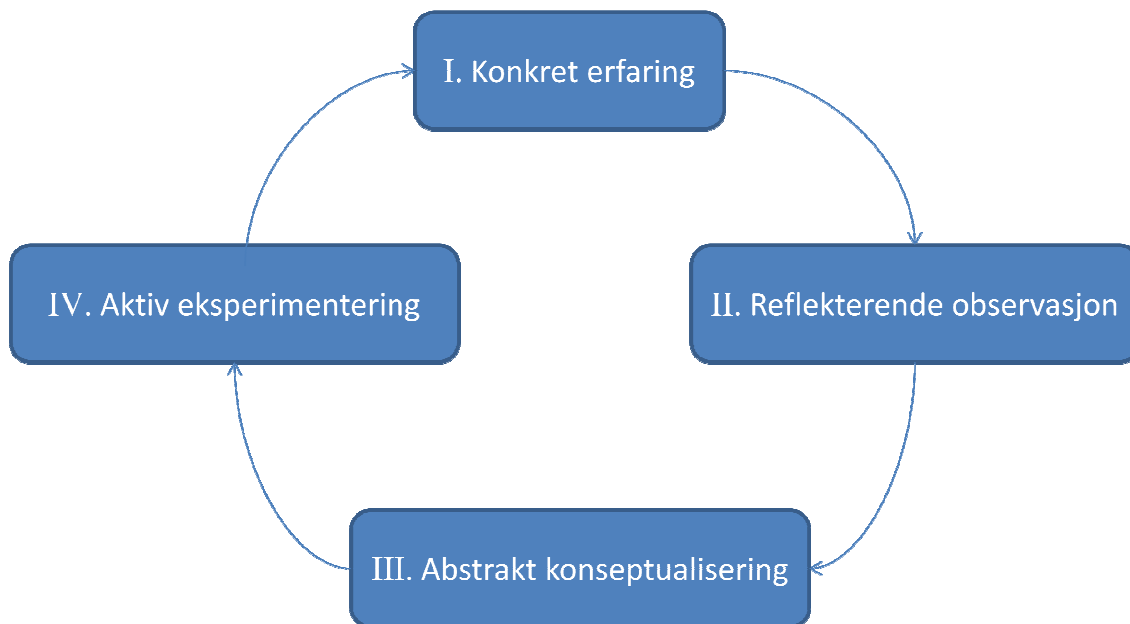 I. Konkret erfaring
IV. Aktiv eksperimentering
II. Reflekterende observasjon
III. Abstrakt konseptualisering